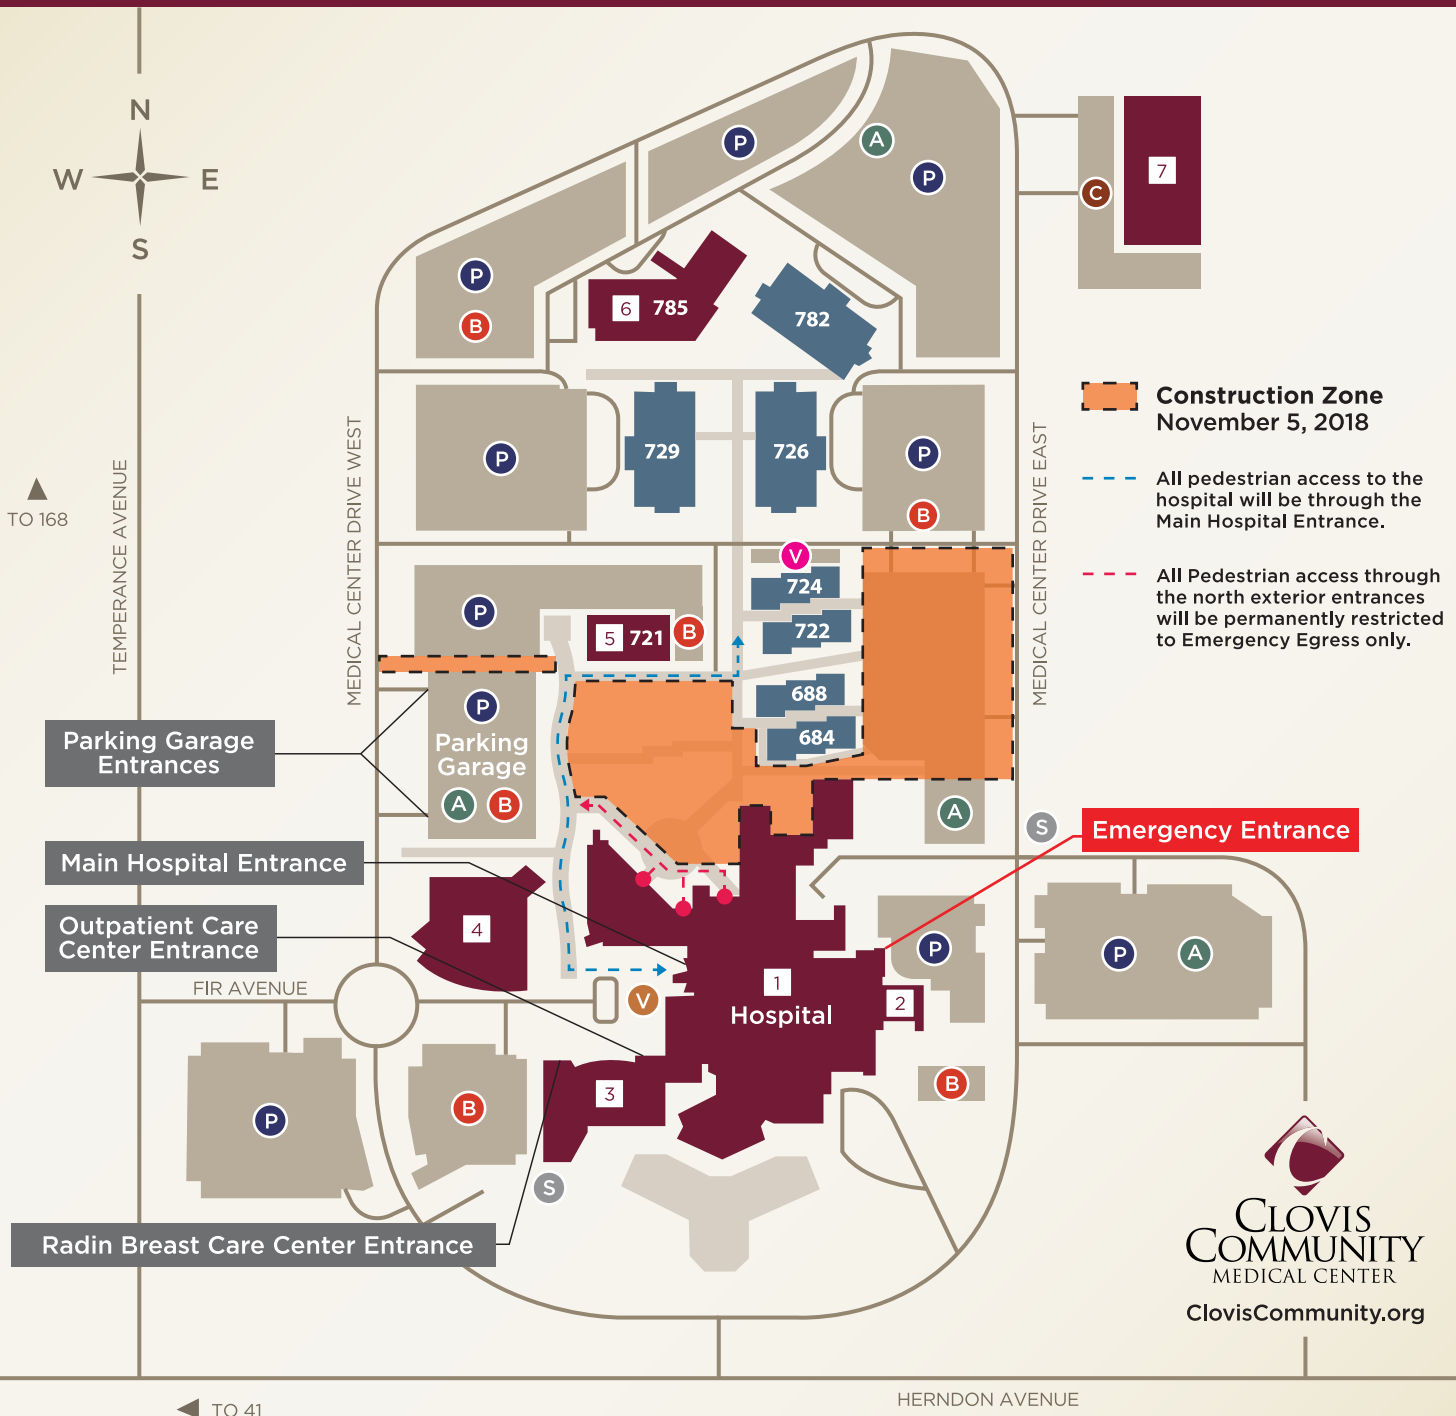 N
W
E
S
P
A
P
7
C
P
B
6
785
782
MEDICAL CENTER DRIVE WEST
P
729
726
P
B
MEDICAL CENTER DRIVE EAST
Construction Zone
November 5, 2018
All pedestrian access to the
hospital will be through the
Main Hospital Entrance.
All Pedestrian access through
the north exterior entrances
will be permanently restricted
to Emergency Egress only.
TO 168
TEMPERANCE AVENUE
V
724
722
P
5
721
B
688
684
Parking Garage
Entrances
P
Parking
Garage
A
B
A
S
Emergency Entrance
Main Hospital Entrance
Outpatient Care
Center Entrance
4
P
P
A
FIR AVENUE
V
1
Hospital
2
3
B
P
B
S
Radin Breast Care Center Entrance
CLOVIS
COMMUNITY
MEDICAL CENTER
ClovisCommunity.org
HERNDON AVENUE
TO 41